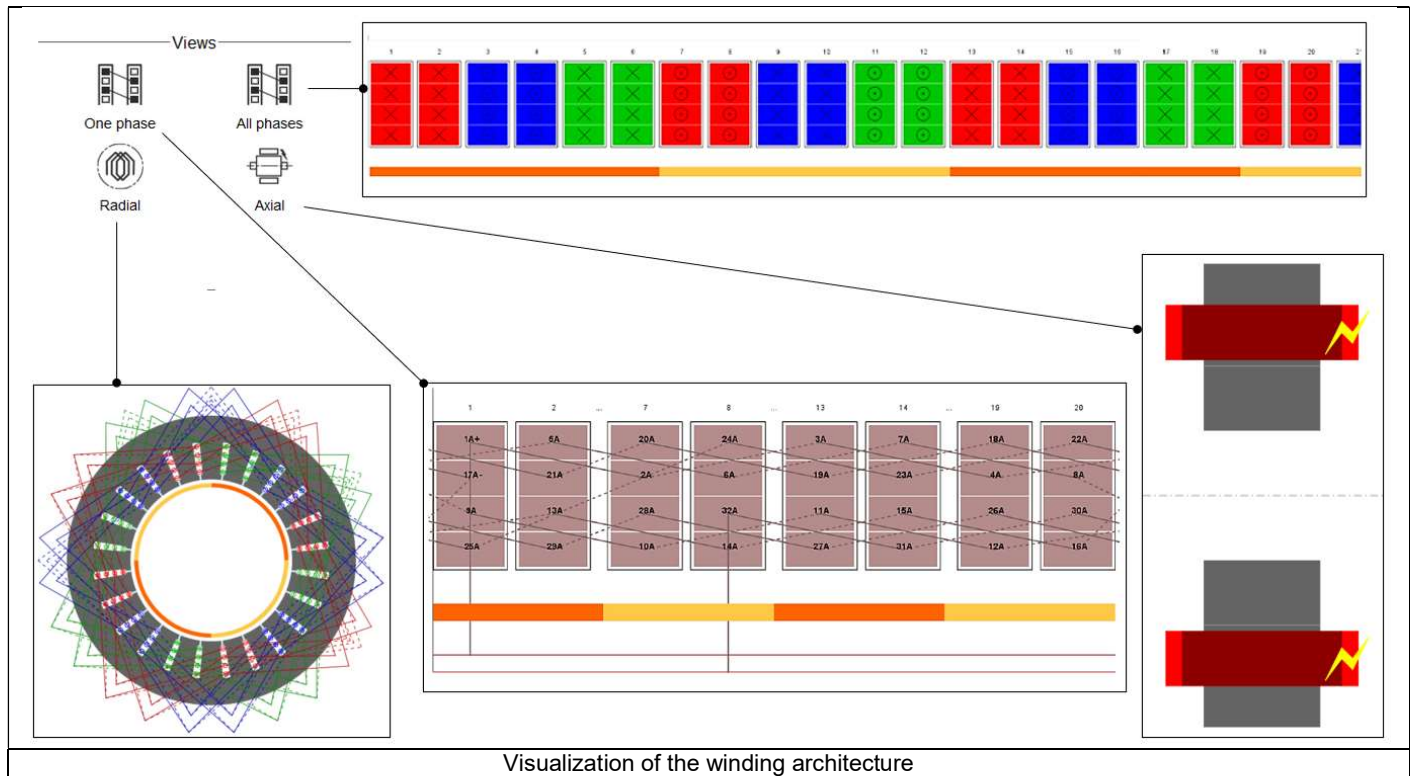 Views
One phase
All phases
Radial
Axial
1 2 3 4 5 6 7 8 9 10 11 12 13 14 15 16 17 18 19 20
1 2 ... 7 8 ... 13 14 ... 19 20
1A+ 5A 20A 24A 3A 7A 18A 22A
17A- 21A 2A 6A 19A 23A 4A 8A
9A 13A 28A 32A 11A 15A 26A 30A
25A 29A 10A 14A 27A 31A 12A 16A
Visualization of the winding architecture